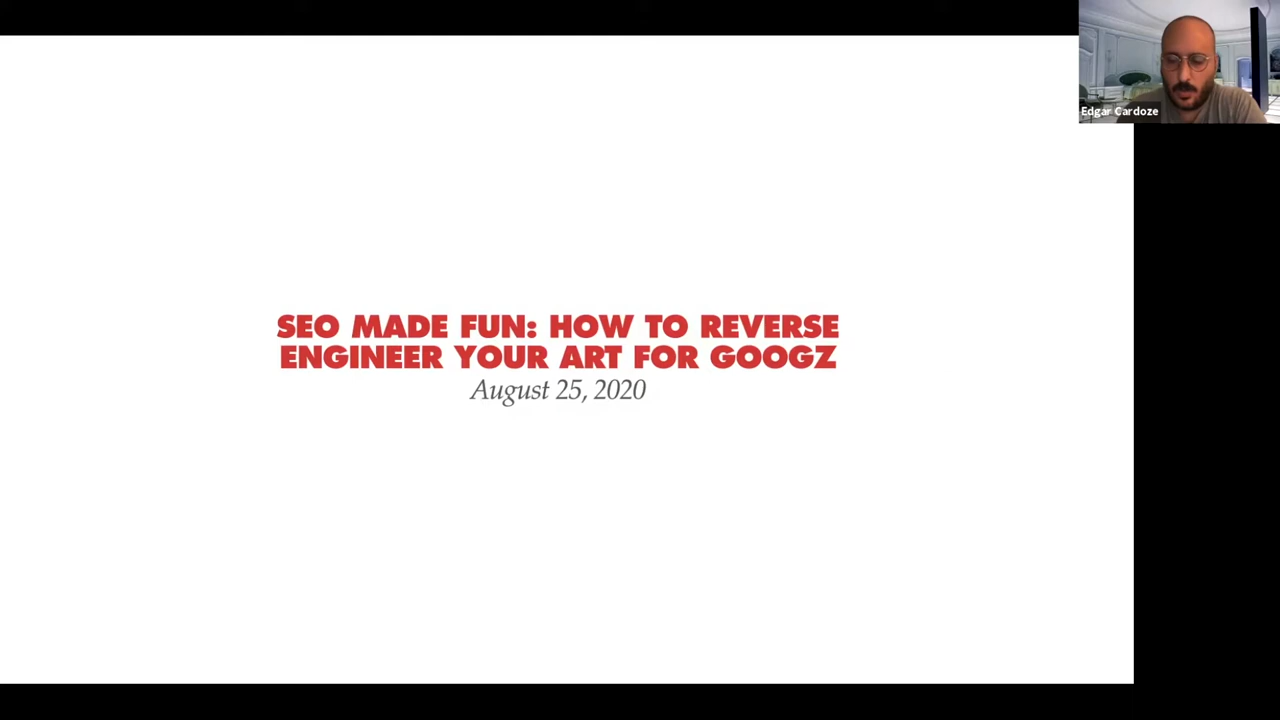 Edgar Cardoze
SEO MADE FUN: HOW TO REVERSE
ENGINEER YOUR ART FOR GOOGZ
August 25, 2020